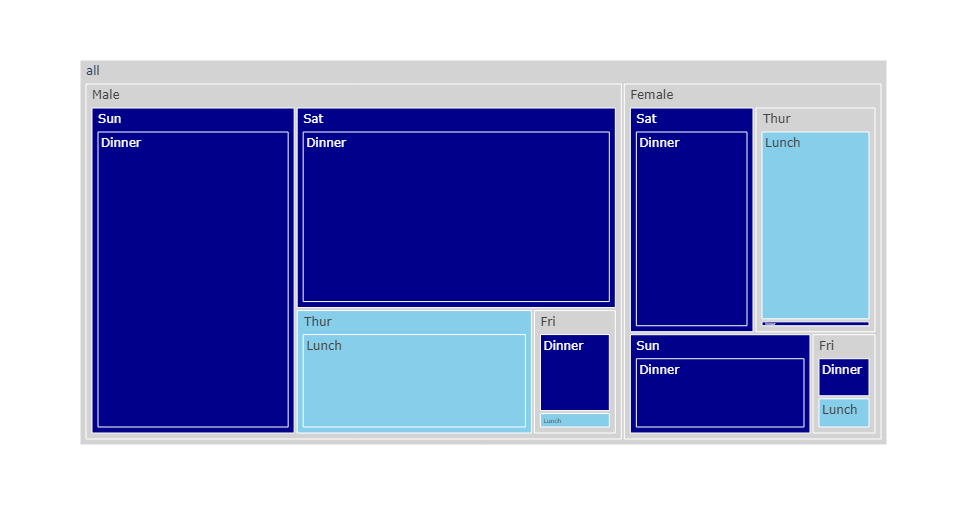 all
Male
Sun
Dinner
Sat
Dinner
Thur
Lunch
Fri
Dinner
Lunch
Female
Sat
Dinner
Thur
Lunch
Sun
Dinner
Fri
Dinner
Lunch